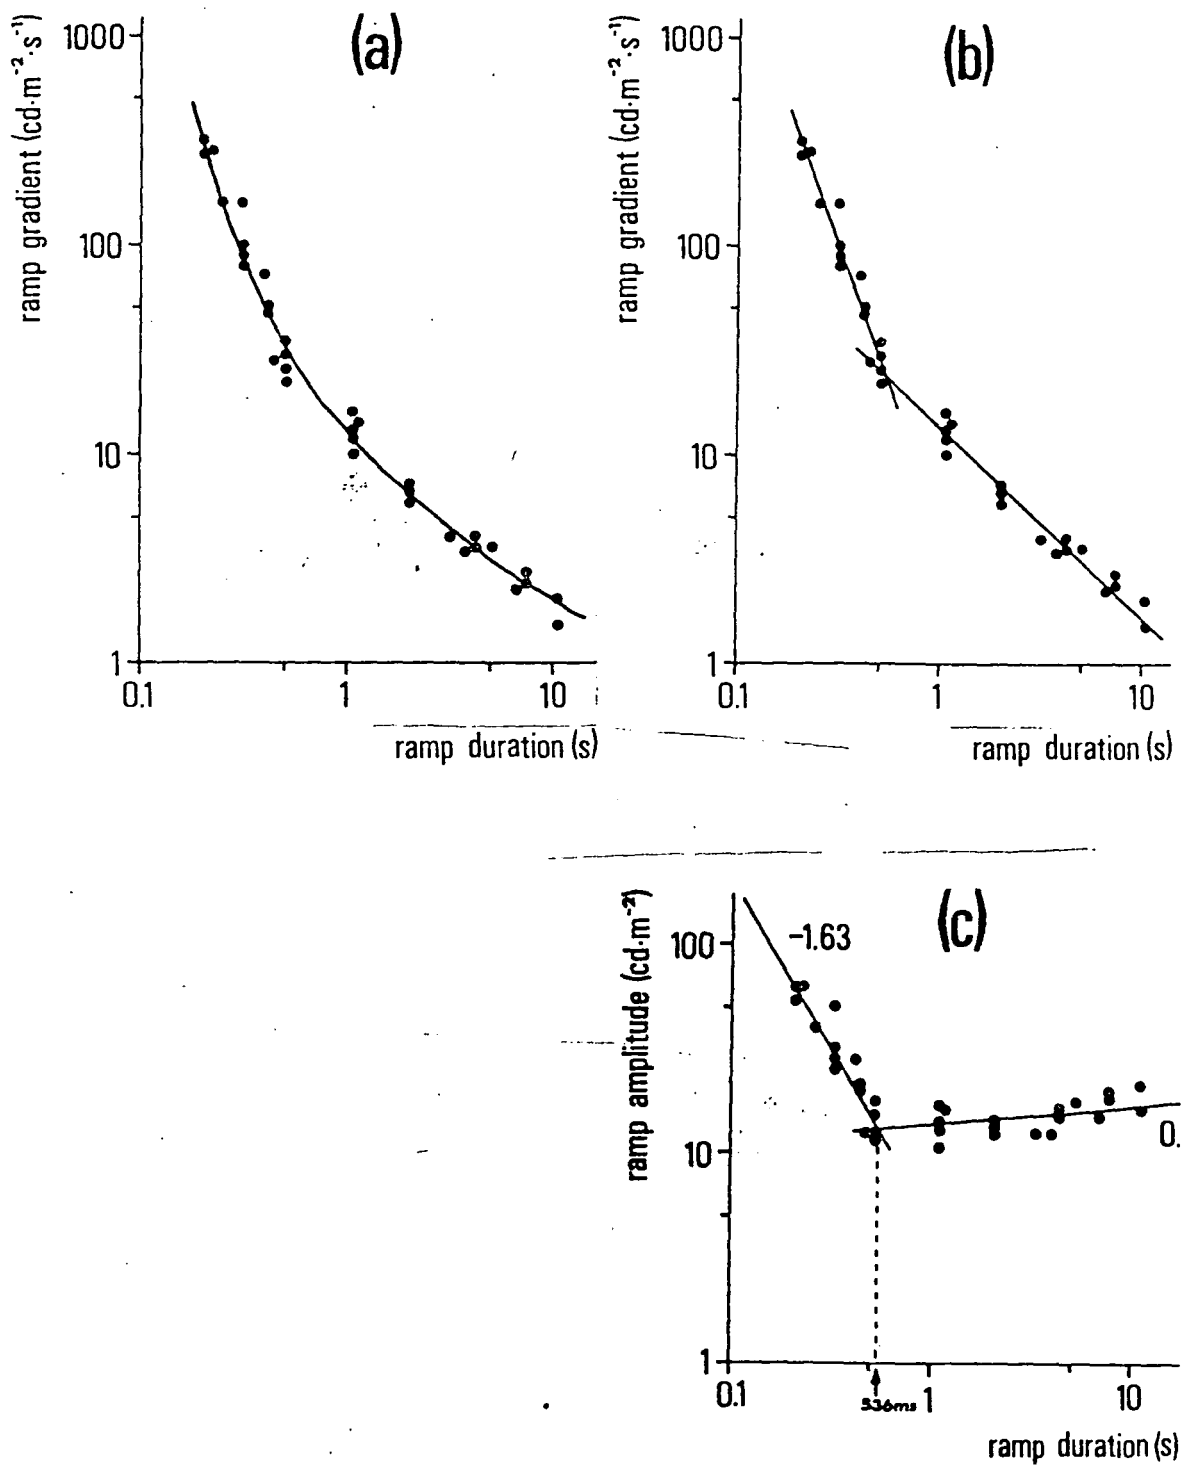 (a)
ramp gradient (cd·m⁻²·s⁻¹)
1000
100
10
1
0.1 1 10
ramp duration (s)
(b)
ramp gradient (cd·m⁻²·s⁻¹)
1000
100
10
1
0.1 1 10
ramp duration (s)
(c)
ramp amplitude (cd·m⁻²)
-1.63
100
10
1
0.
0.1 536ms 1 10
ramp duration (s)